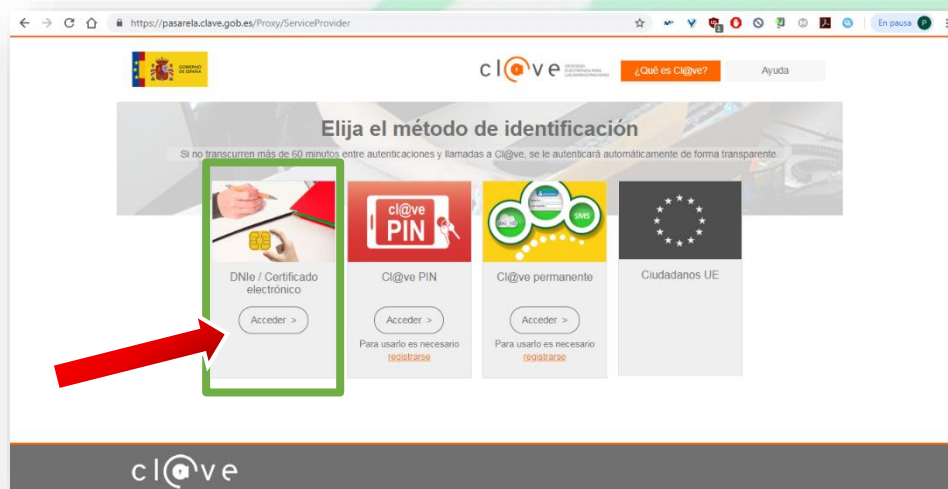 https://pasarela.clave.gob.es/Proxy/ServiceProvider
En pausa
P
GOBIERNO
DE ESPAÑA
cl@ve
¿Qué es Cl@ve?
Ayuda
Elija el método de identificación
Si no transcurren más de 60 minutos entre autenticaciones y llamadas a Cl@ve, se le autenticará automáticamente de forma transparente.
cl@ve
PIN
SMS
DNIe / Certificado
electrónico
Acceder >
Cl@ve PIN
Acceder >
Para usarlo es necesario
registrarse
Cl@ve permanente
Acceder >
Para usarlo es necesario
registrarse
Ciudadanos UE
cl@ve